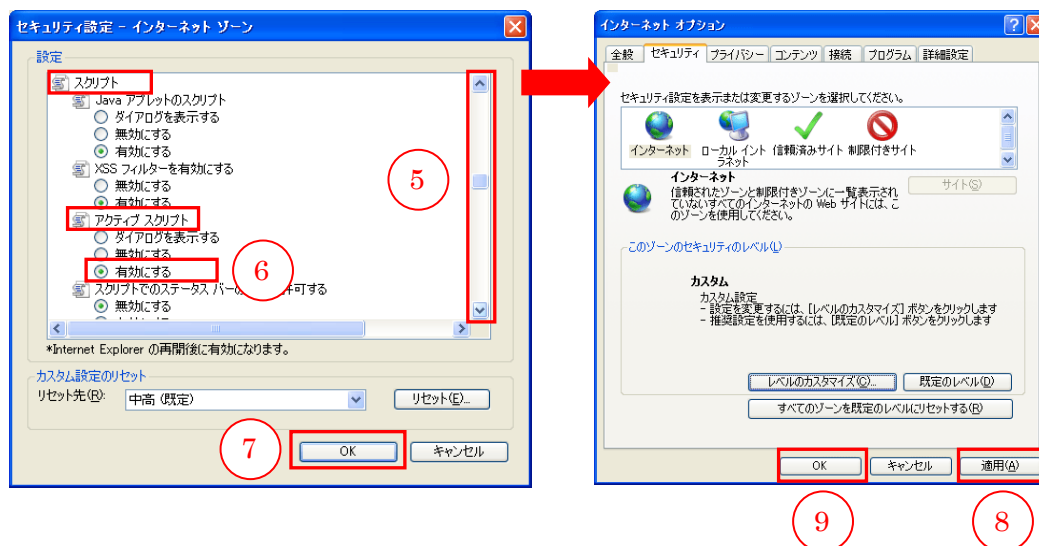 セキュリティ設定 - インターネット ゾーン
設定
スクリプト
Java アプレットのスクリプト
ダイアログを表示する
無効にする
有効にする
XSS フィルターを有効にする
無効にする
有効にする
アクティブ スクリプト
ダイアログを表示する
無効にする
有効にする
スクリプトでのステータス バーの 可する
無効にする
*Internet Explorer の再開後に有効になります。
カスタム設定のリセット
リセット先(R): 中高 (既定) リセット(E)...
OK キャンセル
5
6
7
インターネット オプション
全般 セキュリティ プライバシー コンテンツ 接続 プログラム 詳細設定
セキュリティ設定を表示または変更するゾーンを選択してください。
インターネット ローカル イント 信頼済みサイト 制限付きサイト
ラネット
インターネット
信頼されたゾーンと制限付きゾーンに一覧表示され
ていないすべてのインターネットの Web サイトには、こ
のゾーンを使用してください。
サイト(S)
このゾーンのセキュリティのレベル(L)
カスタム
カスタム設定
- 設定を変更するには、[レベルのカスタマイズ] ボタンをクリックします
- 推奨設定を使用するには、[既定のレベル] ボタンをクリックします
レベルのカスタマイズ(C)... 既定のレベル(D)
すべてのゾーンを既定のレベルにリセットする(R)
OK キャンセル 適用(A)
9 8